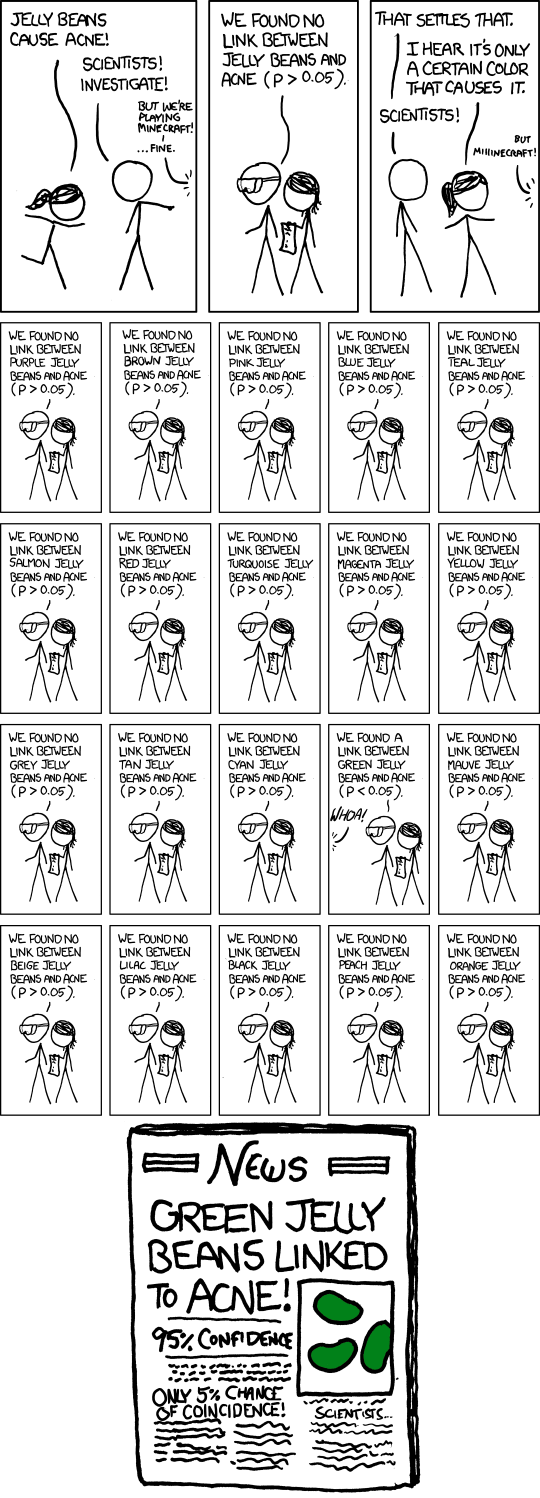 JELLY BEANS
CAUSE ACNE!
SCIENTISTS!
INVESTIGATE!
BUT WE'RE
PLAYING
MINECRAFT!
...FINE.
WE FOUND NO
LINK BETWEEN
JELLY BEANS AND
ACNE (P > 0.05).
THAT SETTLES THAT.
I HEAR IT'S ONLY
A CERTAIN COLOR
THAT CAUSES IT.
SCIENTISTS!
BUT
MIIINECRAFT!
WE FOUND NO
LINK BETWEEN
PURPLE JELLY
BEANS AND ACNE
(P > 0.05).
WE FOUND NO
LINK BETWEEN
BROWN JELLY
BEANS AND ACNE
(P > 0.05).
WE FOUND NO
LINK BETWEEN
PINK JELLY
BEANS AND ACNE
(P > 0.05).
WE FOUND NO
LINK BETWEEN
BLUE JELLY
BEANS AND ACNE
(P > 0.05).
WE FOUND NO
LINK BETWEEN
TEAL JELLY
BEANS AND ACNE
(P > 0.05).
WE FOUND NO
LINK BETWEEN
SALMON JELLY
BEANS AND ACNE
(P > 0.05).
WE FOUND NO
LINK BETWEEN
RED JELLY
BEANS AND ACNE
(P > 0.05).
WE FOUND NO
LINK BETWEEN
TURQUOISE JELLY
BEANS AND ACNE
(P > 0.05).
WE FOUND NO
LINK BETWEEN
MAGENTA JELLY
BEANS AND ACNE
(P > 0.05).
WE FOUND NO
LINK BETWEEN
YELLOW JELLY
BEANS AND ACNE
(P > 0.05).
WE FOUND NO
LINK BETWEEN
GREY JELLY
BEANS AND ACNE
(P > 0.05).
WE FOUND NO
LINK BETWEEN
TAN JELLY
BEANS AND ACNE
(P > 0.05).
WE FOUND NO
LINK BETWEEN
CYAN JELLY
BEANS AND ACNE
(P > 0.05).
WE FOUND A
LINK BETWEEN
GREEN JELLY
BEANS AND ACNE
(P < 0.05).
WHOA!
WE FOUND NO
LINK BETWEEN
MAUVE JELLY
BEANS AND ACNE
(P > 0.05).
WE FOUND NO
LINK BETWEEN
BEIGE JELLY
BEANS AND ACNE
(P > 0.05).
WE FOUND NO
LINK BETWEEN
LILAC JELLY
BEANS AND ACNE
(P > 0.05).
WE FOUND NO
LINK BETWEEN
BLACK JELLY
BEANS AND ACNE
(P > 0.05).
WE FOUND NO
LINK BETWEEN
PEACH JELLY
BEANS AND ACNE
(P > 0.05).
WE FOUND NO
LINK BETWEEN
ORANGE JELLY
BEANS AND ACNE
(P > 0.05).
NEWS
GREEN JELLY
BEANS LINKED
TO ACNE!
95% CONFIDENCE
ONLY 5% CHANCE
OF COINCIDENCE!
SCIENTISTS...